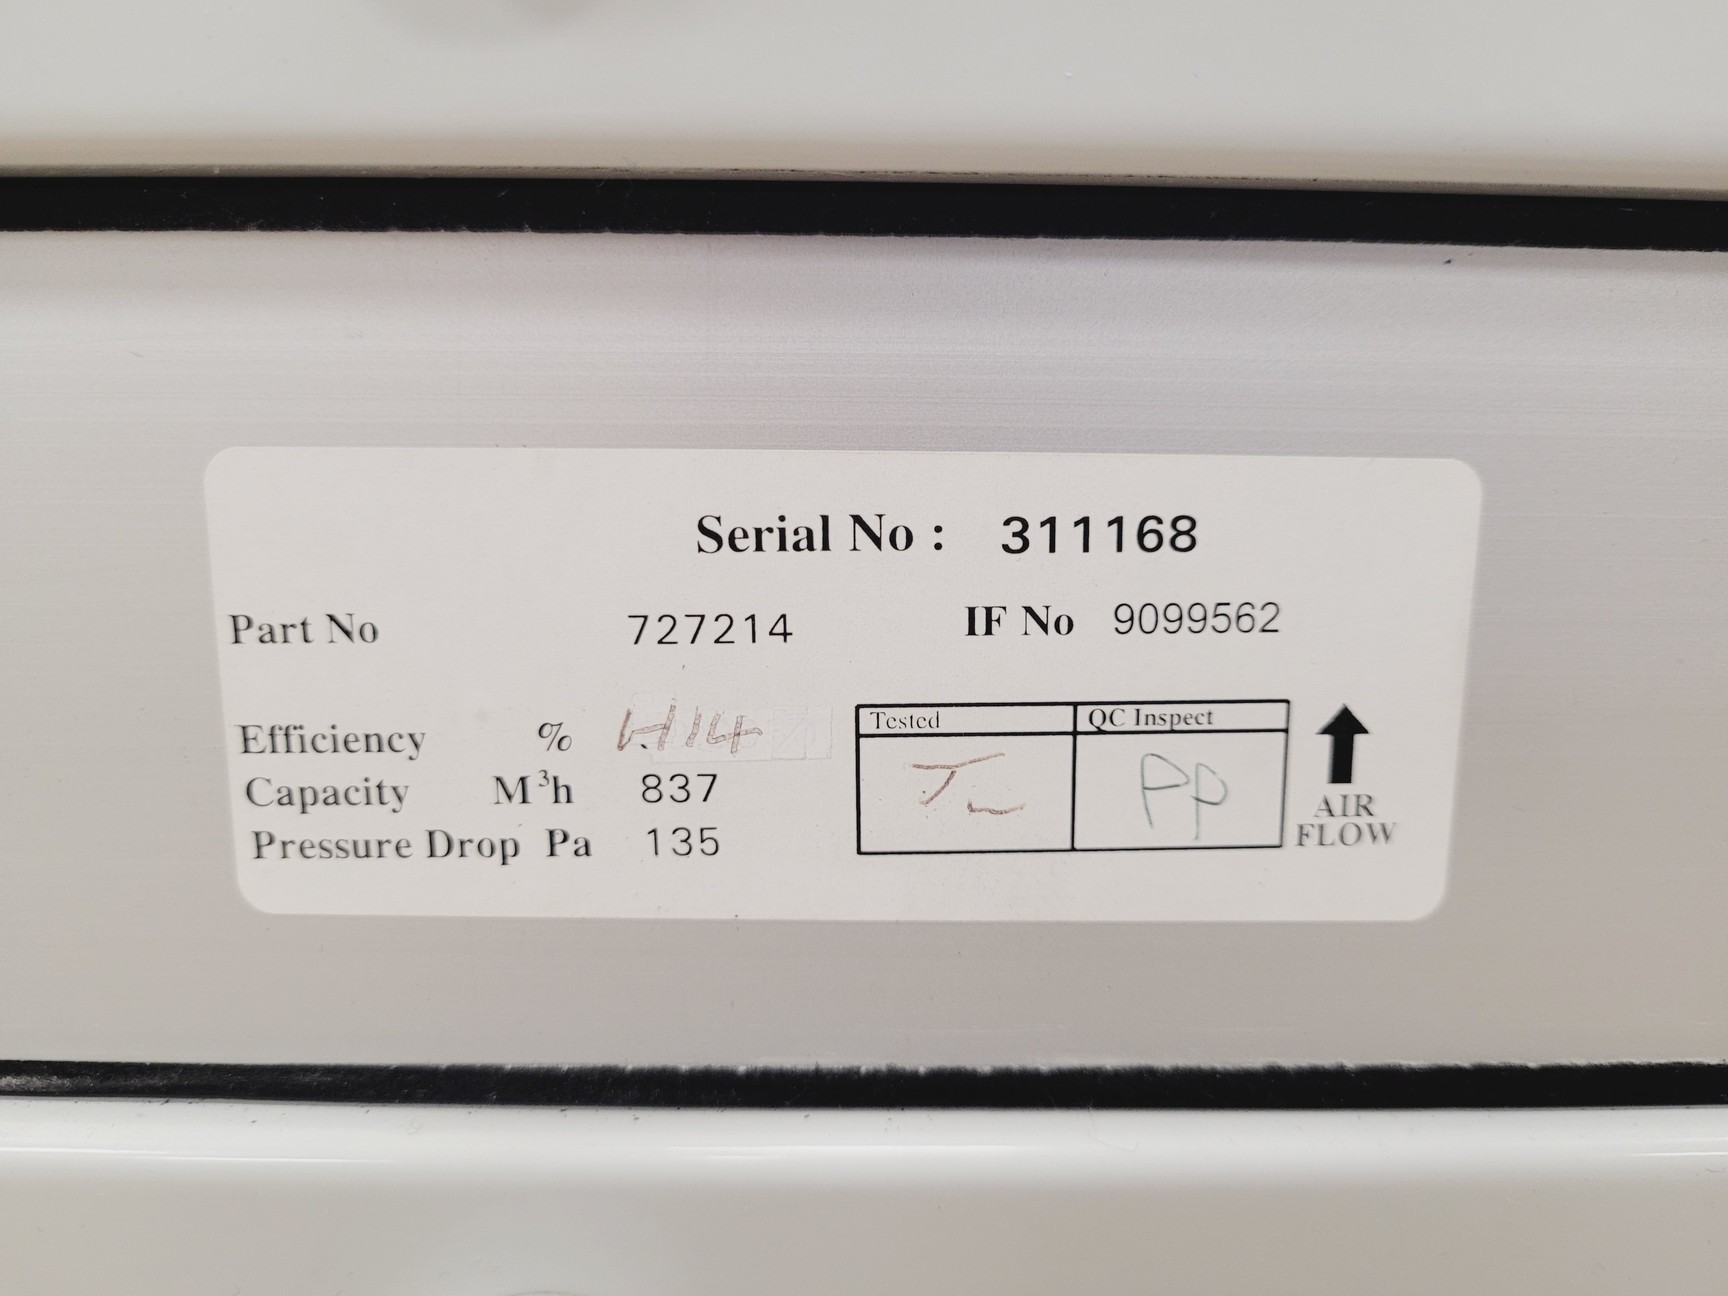 Serial No : 311168
Part No 727214 IF No 9099562
Efficiency % H14
Capacity M³h 837
Pressure Drop Pa 135
Tested QC Inspect
PP
AIR
FLOW